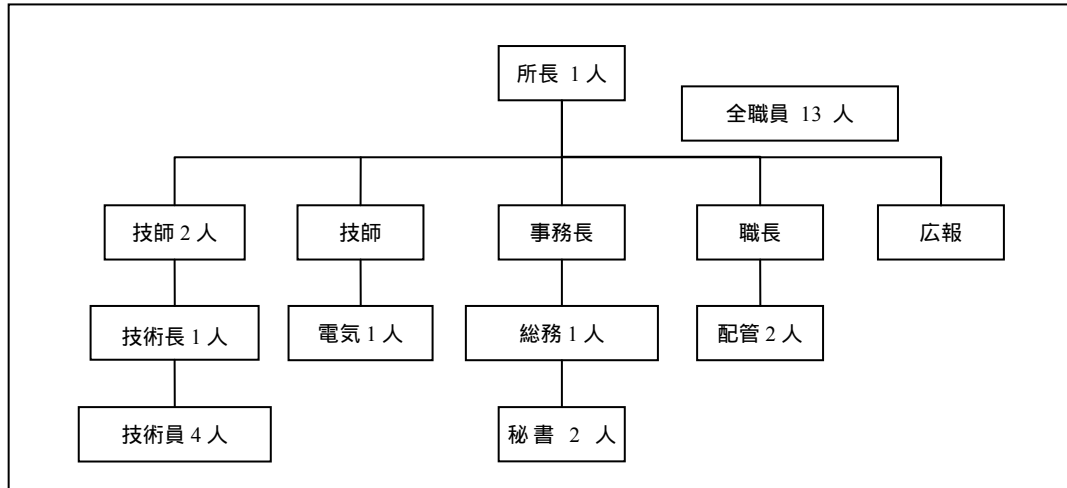 所長 1人
全職員 13 人
技師2人
技師
事務長
職長
広報
技術長1人
電気1人
総務1人
配管2人
技術員4人
秘書 2 人